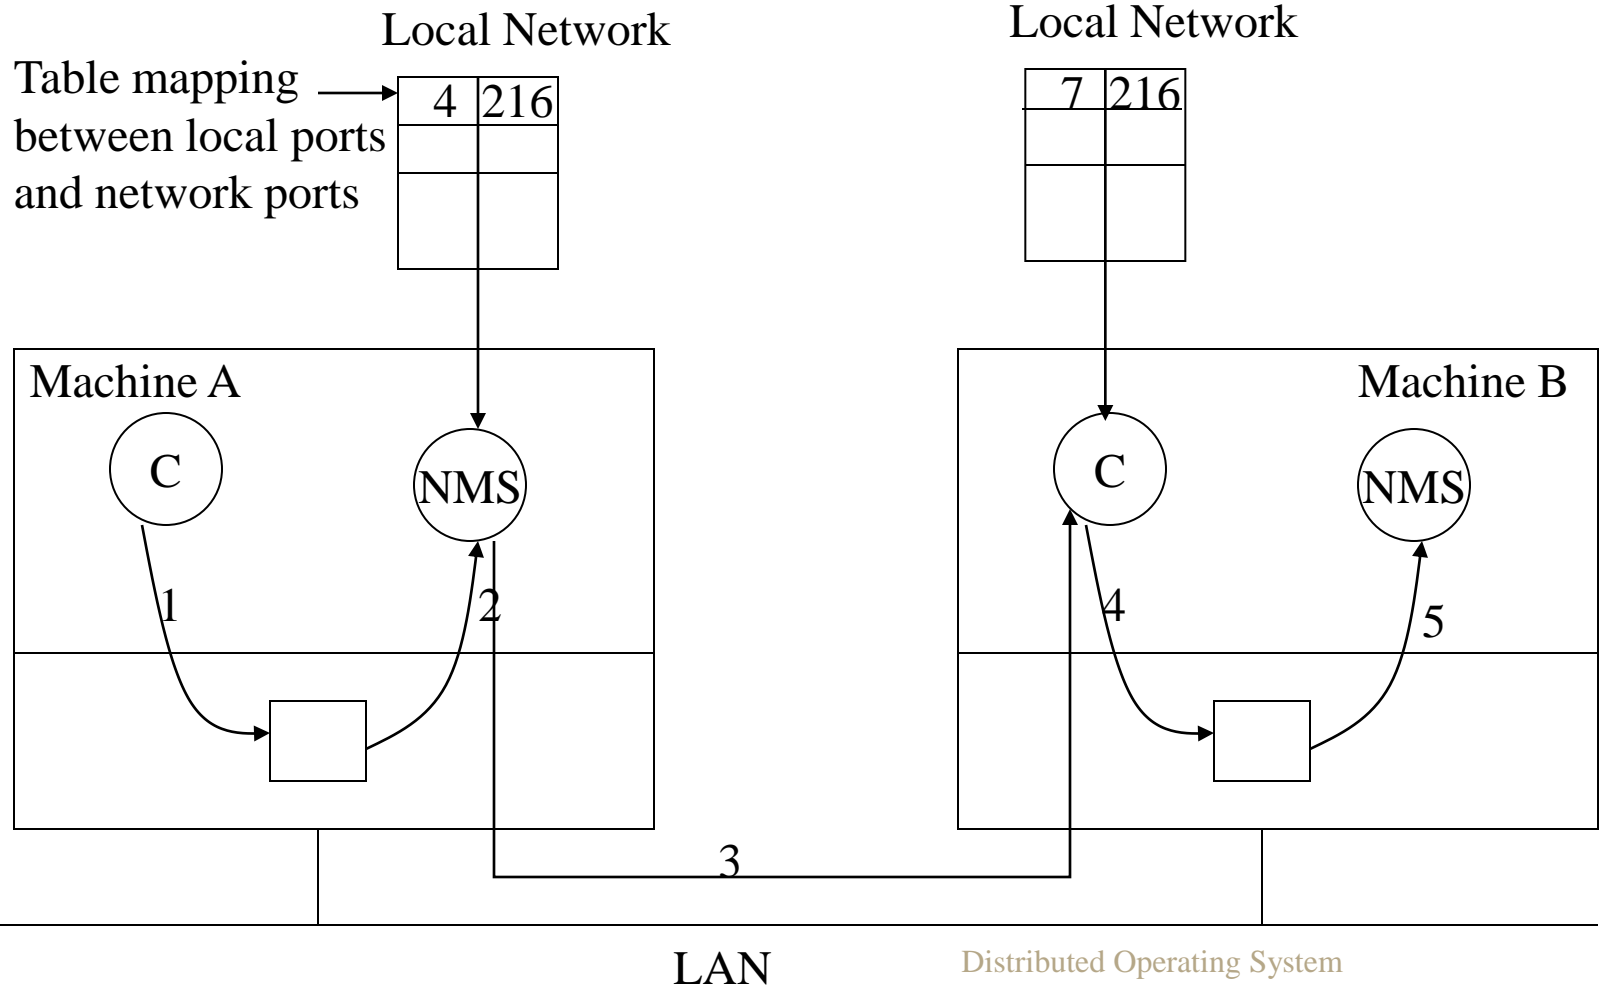 Local Network
Local Network
Table mapping
between local ports
and network ports
4 216
7 216
Machine A
Machine B
C
NMS
C
NMS
1
2
4
5
3
LAN
Distributed Operating System